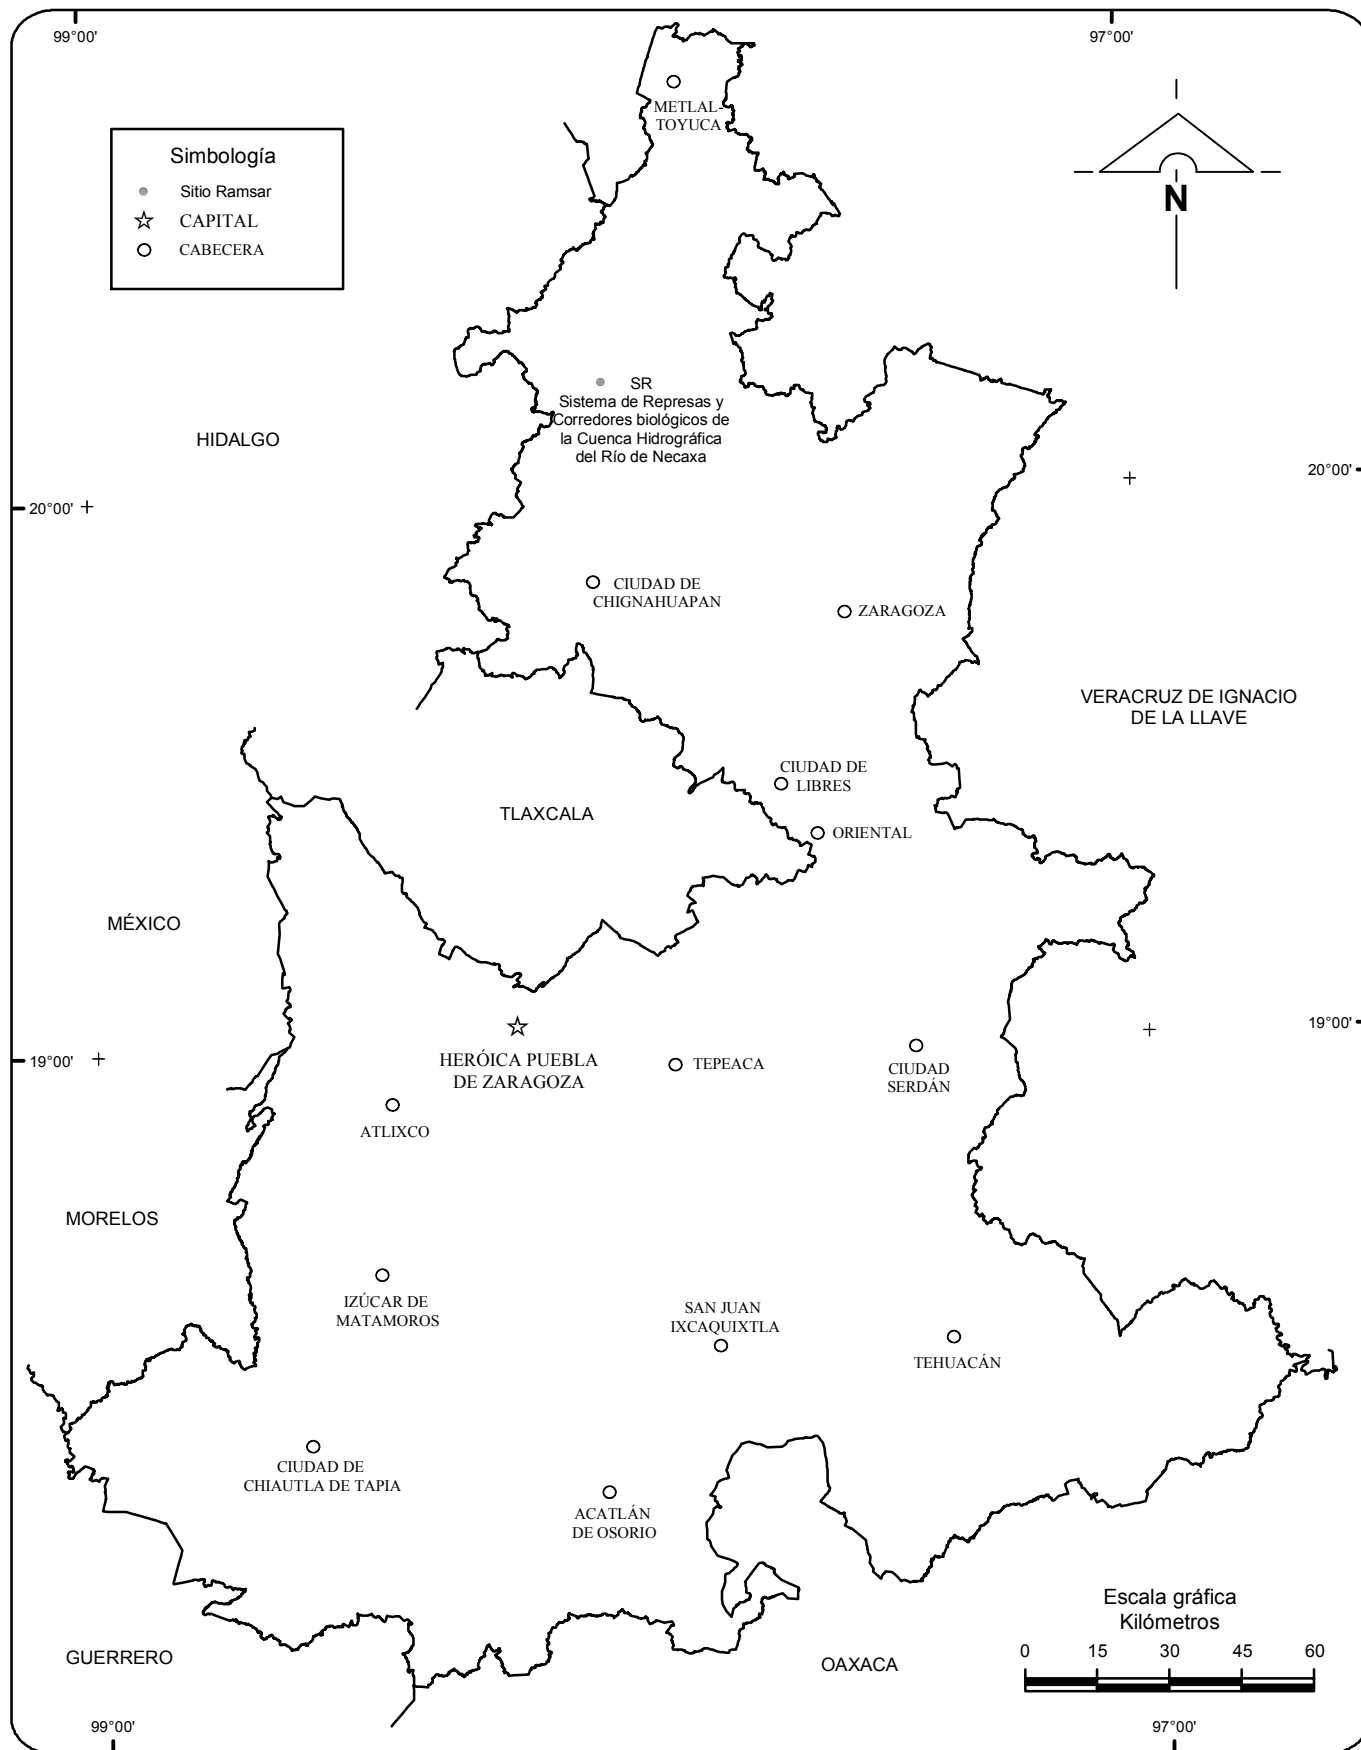 99°00'
97°00'
METLAL-
TOYUCA
Simbología
Sitio Ramsar
CAPITAL
CABECERA
N
SR
Sistema de Represas y
Corredores biológicos de
la Cuenca Hidrográfica
del Río de Necaxa
HIDALGO
20°00'
20°00'
CIUDAD DE
CHIGNAHUAPAN
ZARAGOZA
VERACRUZ DE IGNACIO
DE LA LLAVE
CIUDAD DE
LIBRES
TLAXCALA
ORIENTAL
MÉXICO
19°00'
19°00'
HERÓICA PUEBLA
DE ZARAGOZA
TEPEACA
CIUDAD
SERDÁN
ATLIXCO
MORELOS
IZÚCAR DE
MATAMOROS
SAN JUAN
IXCAQUIXTLA
TEHUACÁN
CIUDAD DE
CHIAUTLA DE TAPIA
ACATLÁN
DE OSORIO
Escala gráfica
Kilómetros
0 15 30 45 60
GUERRERO
OAXACA
99°00'
97°00'